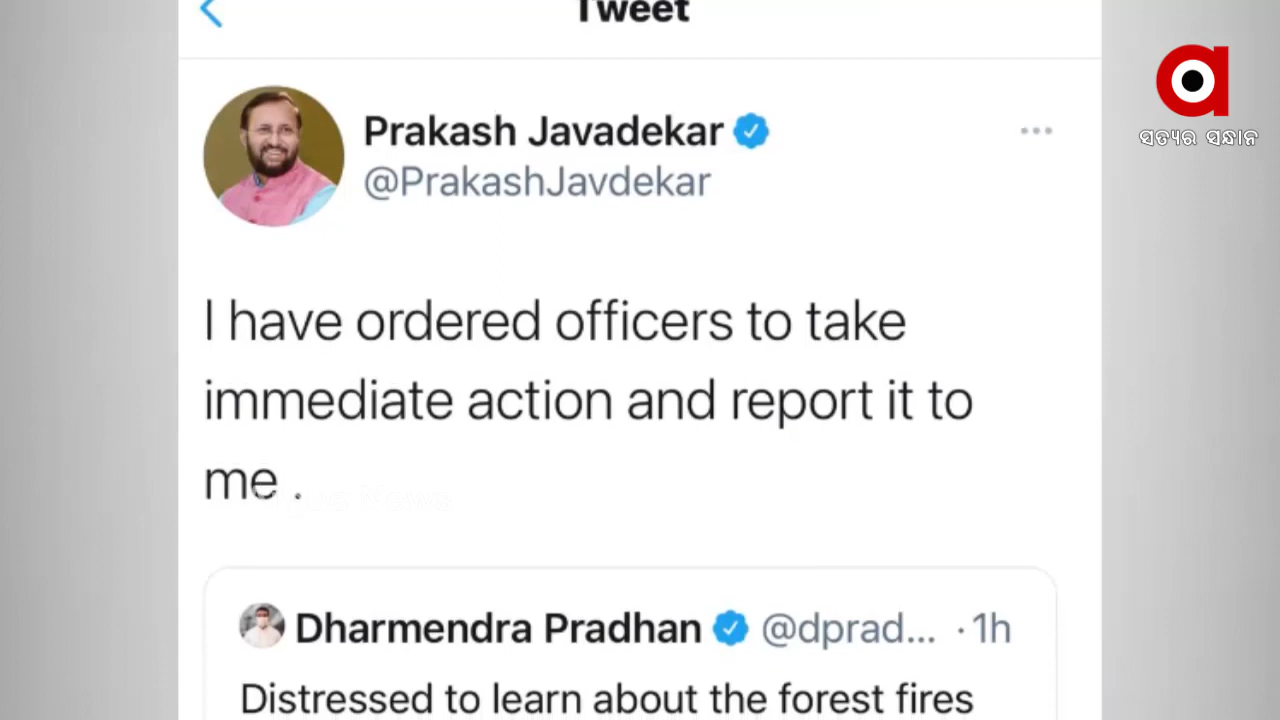 Tweet
ସତ୍ୟର ସନ୍ଧାନ
Prakash Javadekar
@PrakashJavdekar
I have ordered officers to take
immediate action and report it to
me .
Dharmendra Pradhan @dprad... · 1h
Distressed to learn about the forest fires